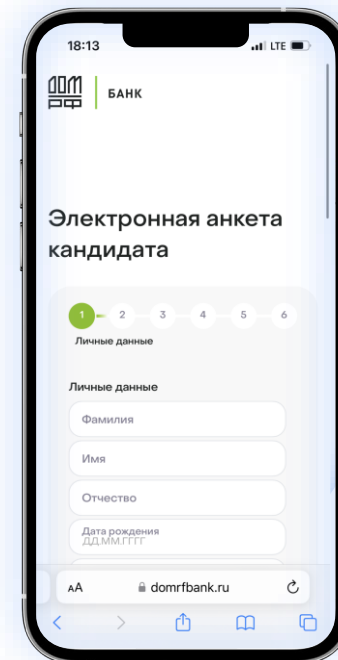 18:13
LTE
ДОМ
РФ
БАНК
Электронная анкета
кандидата
1 2 3 4 5 6
Личные данные
Личные данные
Фамилия
Имя
Отчество
Дата рождения
ДД.ММ.ГГГГ
АА domrfbank.ru